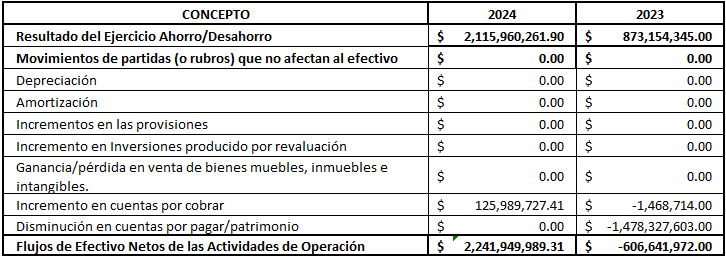 CONCEPTO 2024 2023
Resultado del Ejercicio Ahorro/Desahorro $ 2,115,960,261.90 $ 873,154,345.00
Movimientos de partidas (o rubros) que no afectan al efectivo $ 0.00 $ 0.00
Depreciación $ 0.00 $ 0.00
Amortización $ 0.00 $ 0.00
Incrementos en las provisiones $ 0.00 $ 0.00
Incremento en Inversiones producido por revaluación $ 0.00 $ 0.00
Ganancia/pérdida en venta de bienes muebles, inmuebles e
intangibles. $ 0.00 $ 0.00
Incremento en cuentas por cobrar $ 125,989,727.41 $ -1,468,714.00
Disminución en cuentas por pagar/patrimonio $ 0.00 $ -1,478,327,603.00
Flujos de Efectivo Netos de las Actividades de Operación $ 2,241,949,989.31 $ -606,641,972.00